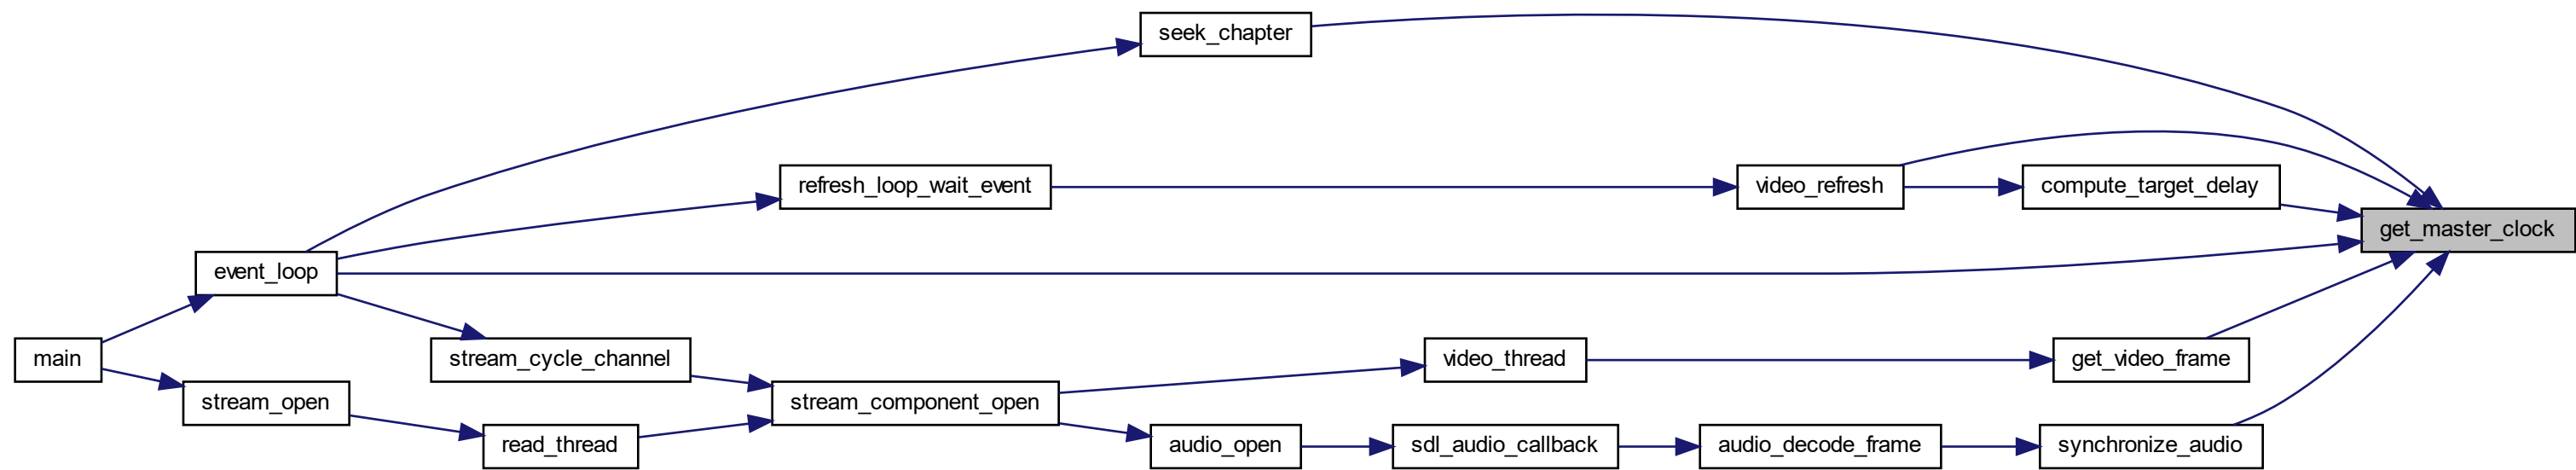 seek_chapter
refresh_loop_wait_event
video_refresh
compute_target_delay
get_master_clock
event_loop
main
stream_cycle_channel
video_thread
get_video_frame
stream_open
stream_component_open
read_thread
audio_open
sdl_audio_callback
audio_decode_frame
synchronize_audio